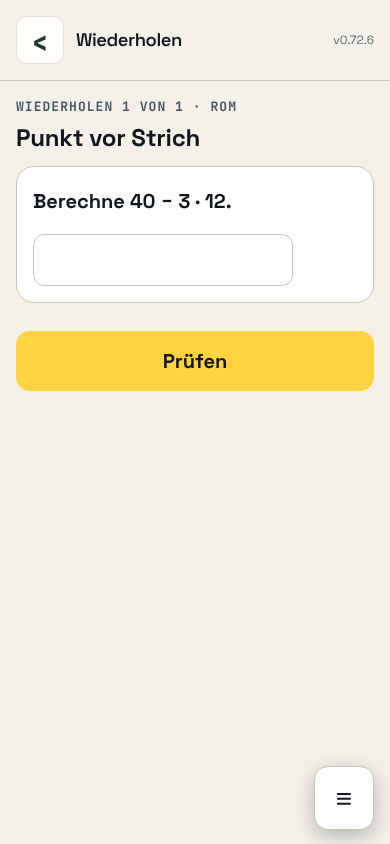 < Wiederholen v0.72.6
WIEDERHOLEN 1 VON 1 · ROM
Punkt vor Strich
Berechne 40 − 3 · 12.
Prüfen
≡